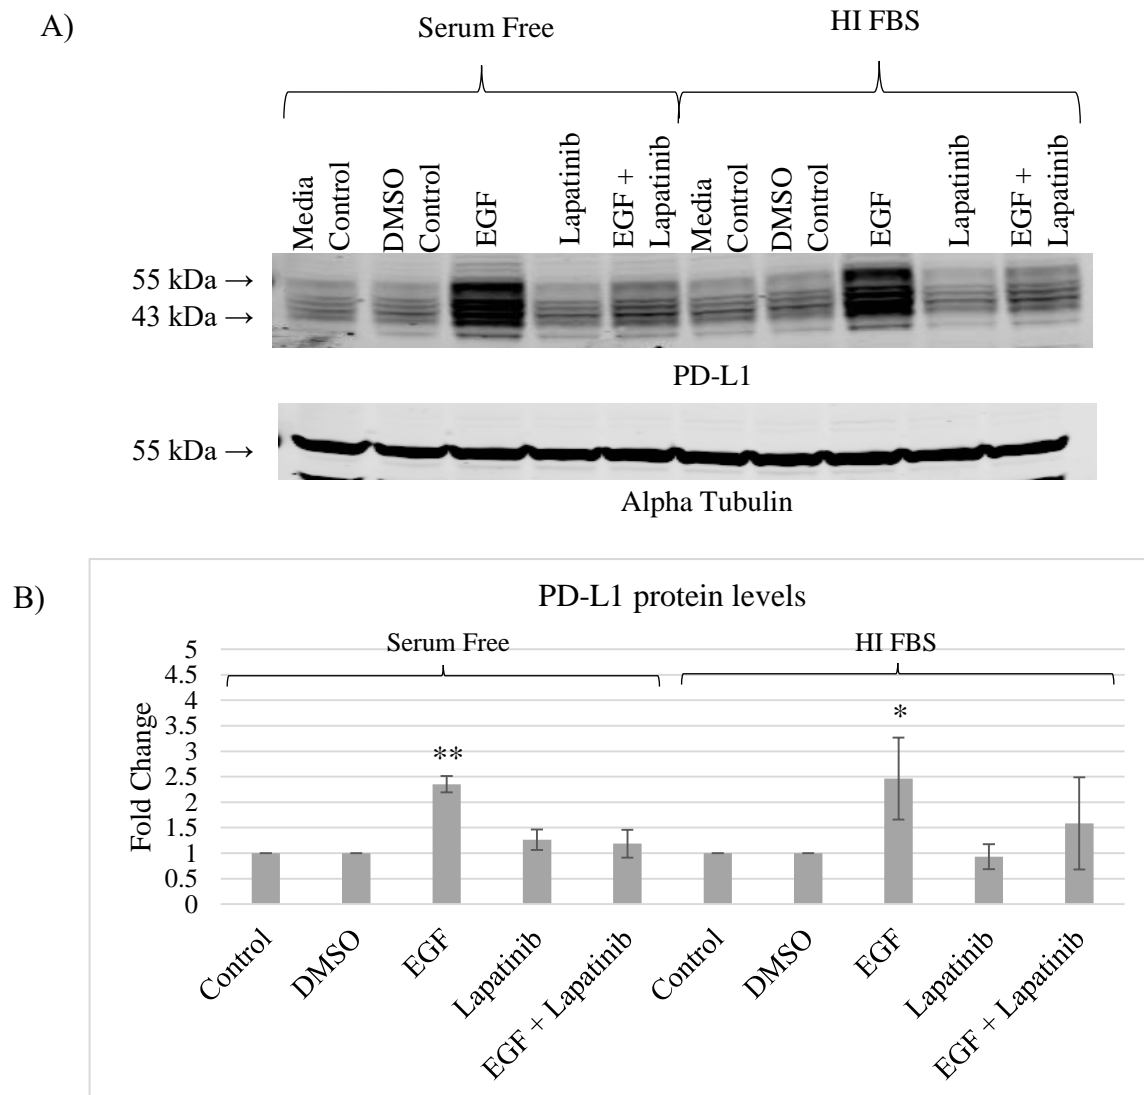 A)
Serum Free
HI FBS
Media
Control
DMSO
Control
EGF
Lapatinib
EGF +
Lapatinib
Media
Control
DMSO
Control
EGF
Lapatinib
EGF +
Lapatinib
55 kDa →
43 kDa →
PD-L1
55 kDa →
Alpha Tubulin
B)
PD-L1 protein levels
Serum Free
HI FBS
Fold Change
5
4.5
4
3.5
3
2.5
2
1.5
1
0.5
0
**
*
Control
DMSO
EGF
Lapatinib
EGF + Lapatinib
Control
DMSO
EGF
Lapatinib
EGF + Lapatinib